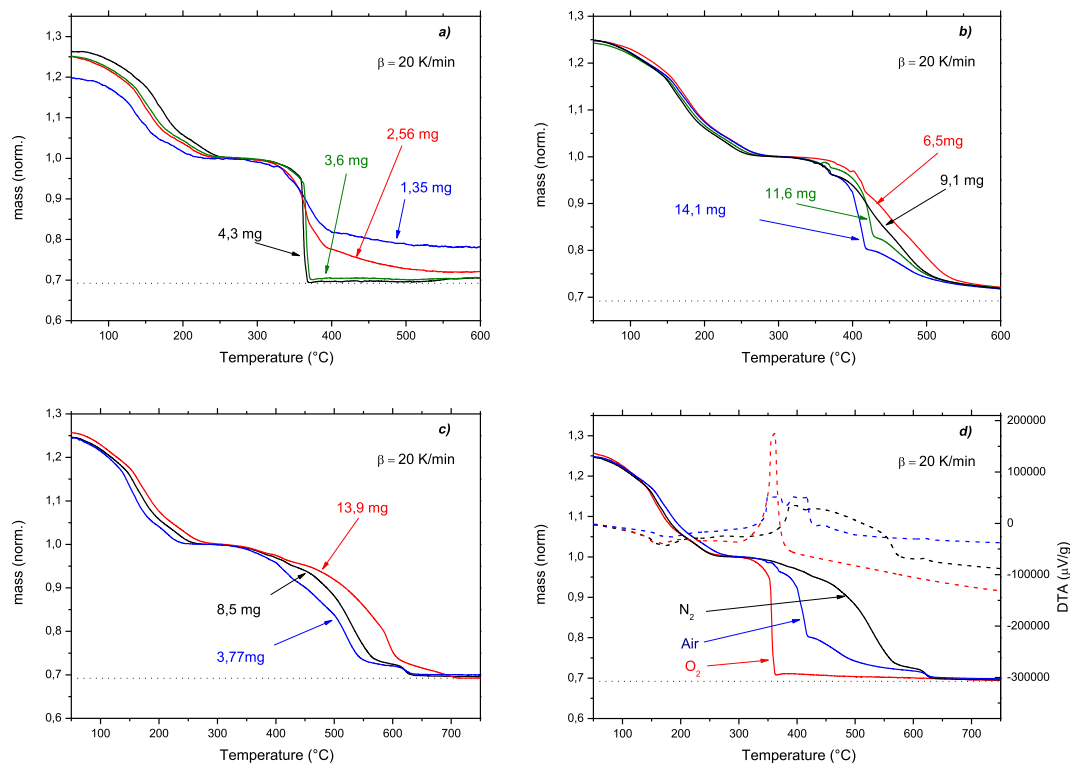 a)
β = 20 K/min
2,56 mg
3,6 mg
1,35 mg
4,3 mg
mass (norm.)
1,3
1,2
1,1
1,0
0,9
0,8
0,7
0,6
100 200 300 400 500 600
Temperature (°C)
b)
β = 20 K/min
6,5mg
9,1 mg
11,6 mg
14,1 mg
mass (norm.)
1,3
1,2
1,1
1,0
0,9
0,8
0,7
100 200 300 400 500 600
Temperature (°C)
c)
β = 20 K/min
13,9 mg
8,5 mg
3,77mg
mass (norm.)
1,3
1,2
1,1
1,0
0,9
0,8
0,7
0,6
100 200 300 400 500 600 700
Temperature (°C)
d)
β = 20 K/min
N2
Air
O2
mass (norm.)
1,3
1,2
1,1
1,0
0,9
0,8
0,7
0,6
100 200 300 400 500 600 700
Temperature (°C)
200000
100000
0
-100000
-200000
-300000
DTA (μV/g)